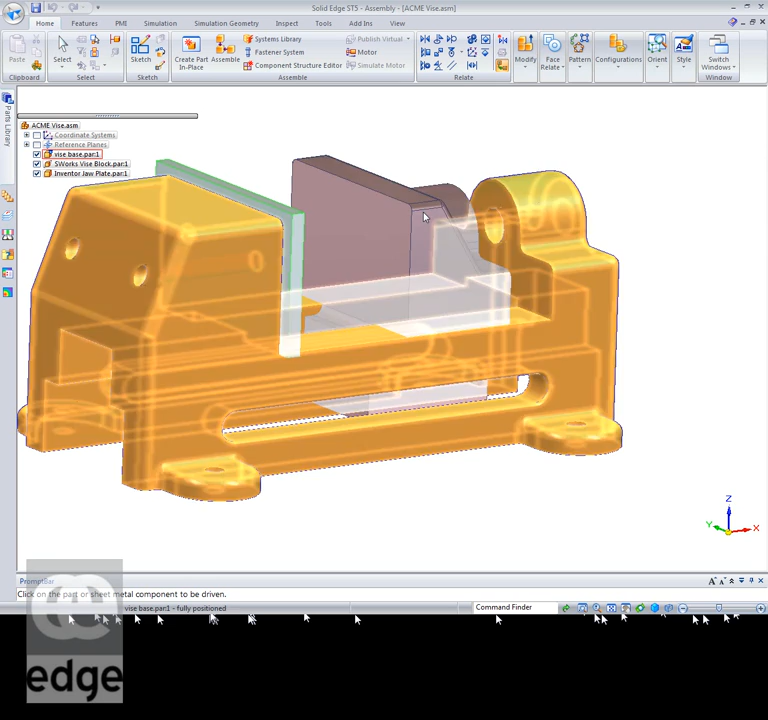 Solid Edge ST5 - Assembly - [ACME Vise.asm]
Home Features PMI Simulation Simulation Geometry Inspect Tools Add Ins View
Paste
Clipboard
Select
Select
Sketch
Sketch
Create Part In-Place
Assemble
Systems Library
Fastener System
Component Structure Editor
Publish Virtual
Motor
Simulate Motor
Assemble
Relate
Modify
Face Relate
Pattern
Configurations
Orient
Style
Switch Windows
Window
Parts Library
ACME Vise.asm
Coordinate Systems
Reference Planes
vise base.par:1
SWorks Vise Block.par:1
Inventor Jaw Plate.par:1
Z
Y
X
PromptBar
Click on the part or sheet metal component to be driven.
vise base.par:1 - fully positioned
Command Finder
edge